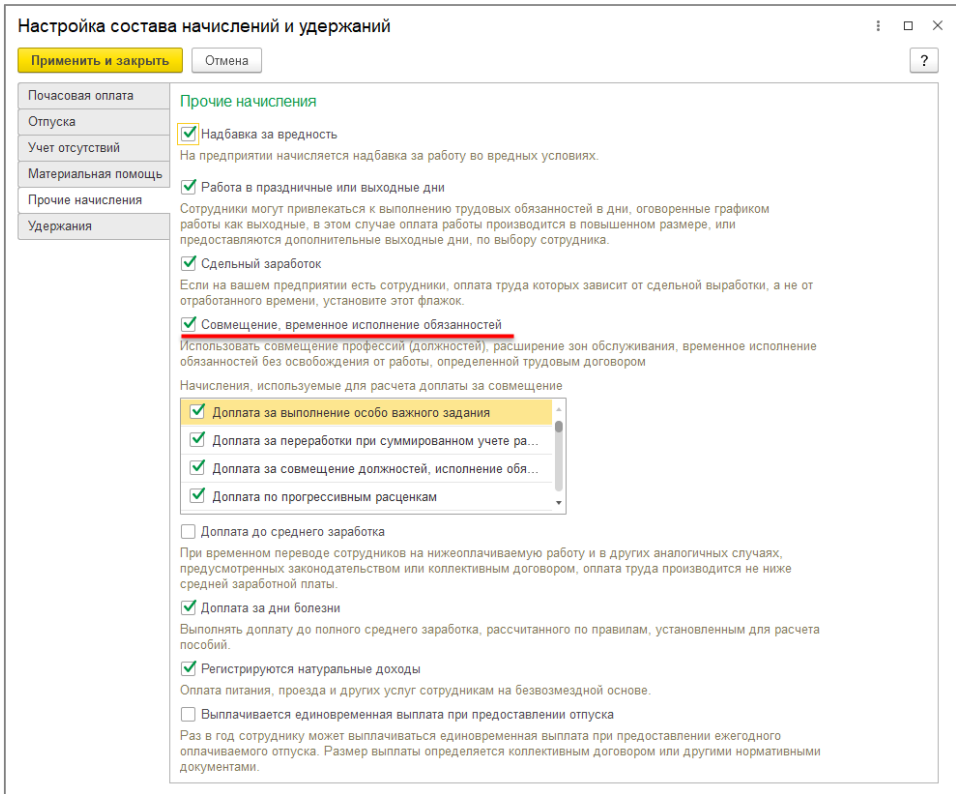 Настройка состава начислений и удержаний
Применить и закрыть
Отмена
?
Почасовая оплата
Отпуска
Учет отсутствий
Материальная помощь
Прочие начисления
Удержания
Прочие начисления
Надбавка за вредность
На предприятии начисляется надбавка за работу во вредных условиях.
Работа в праздничные или выходные дни
Сотрудники могут привлекаться к выполнению трудовых обязанностей в дни, оговоренные графиком
работы как выходные, в этом случае оплата работы производится в повышенном размере, или
предоставляются дополнительные выходные дни, по выбору сотрудника.
Сдельный заработок
Если на вашем предприятии есть сотрудники, оплата труда которых зависит от сдельной выработки, а не от
отработанного времени, установите этот флажок.
Совмещение, временное исполнение обязанностей
Использовать совмещение профессий (должностей), расширение зон обслуживания, временное исполнение
обязанностей без освобождения от работы, определенной трудовым договором
Начисления, используемые для расчета доплаты за совмещение
Доплата за выполнение особо важного задания
Доплата за переработки при суммированном учете ра...
Доплата за совмещение должностей, исполнение обя...
Доплата по прогрессивным расценкам
Доплата до среднего заработка
При временном переводе сотрудников на нижеоплачиваемую работу и в других аналогичных случаях,
предусмотренных законодательством или коллективным договором, оплата труда производится не ниже
средней заработной платы.
Доплата за дни болезни
Выполнять доплату до полного среднего заработка, рассчитанного по правилам, установленным для расчета
пособий.
Регистрируются натуральные доходы
Оплата питания, проезда и других услуг сотрудникам на безвозмездной основе.
Выплачивается единовременная выплата при предоставлении отпуска
Раз в год сотруднику может выплачиваться единовременная выплата при предоставлении ежегодного
оплачиваемого отпуска. Размер выплаты определяется коллективным договором или другими нормативными
документами.